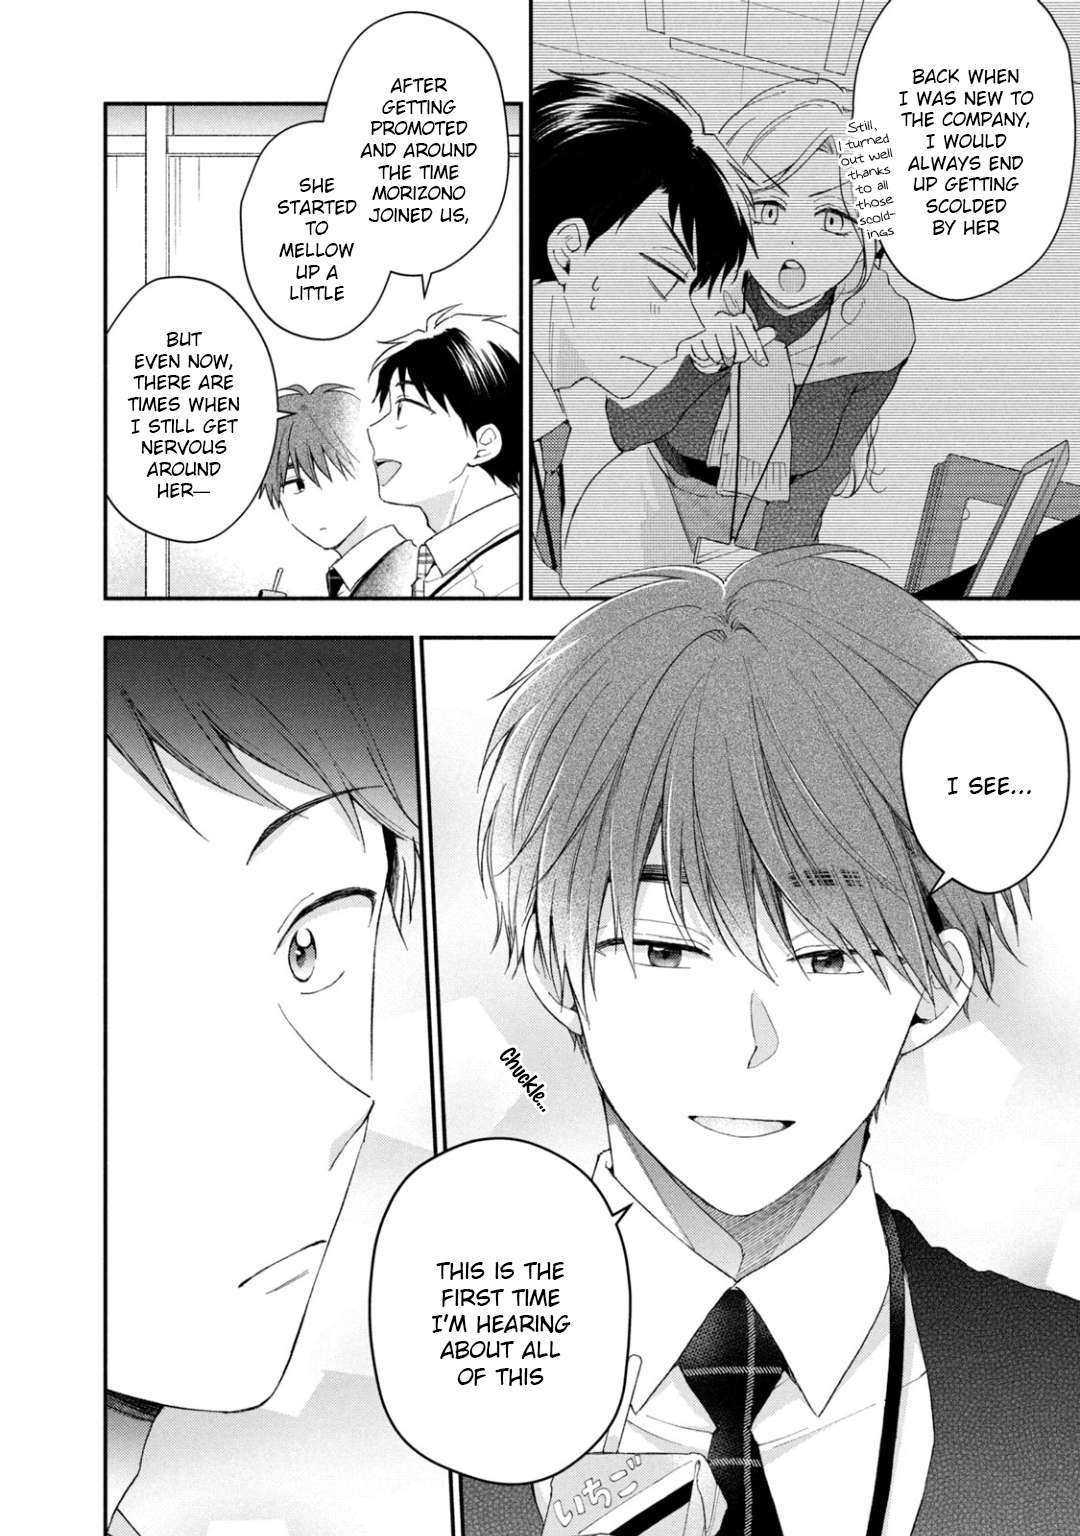 BACK WHEN
I WAS NEW TO
THE COMPANY,
I WOULD
ALWAYS END
UP GETTING
SCOLDED
BY HER
Still,
I turned
out well
thanks
to all
those
scold-
ings
AFTER
GETTING
PROMOTED
AND AROUND
THE TIME
MORIZONO
JOINED US,
SHE
STARTED
TO
MELLOW
UP A
LITTLE
BUT
EVEN NOW,
THERE ARE
TIMES WHEN
I STILL GET
NERVOUS
AROUND
HER—
I SEE...
Chuckle...
THIS IS THE
FIRST TIME
I'M HEARING
ABOUT ALL
OF THIS
いちご